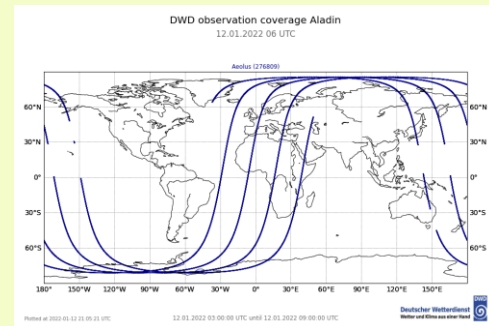 DWD observation coverage Aladin
12.01.2022 06 UTC
Aeolus (276809)
60°N
30°N
0°
30°S
60°S
60°N
30°N
0°
30°S
60°S
180° 150°W 120°W 90°W 60°W 30°W 0° 30°E 60°E 90°E 120°E 150°E
Plotted at 2022-01-12 21:05:21 UTC
12.01.2022 03:00:00 UTC until 12.01.2022 09:00:00 UTC
Deutscher Wetterdienst
Wetter und Klima aus einer Hand
DWD